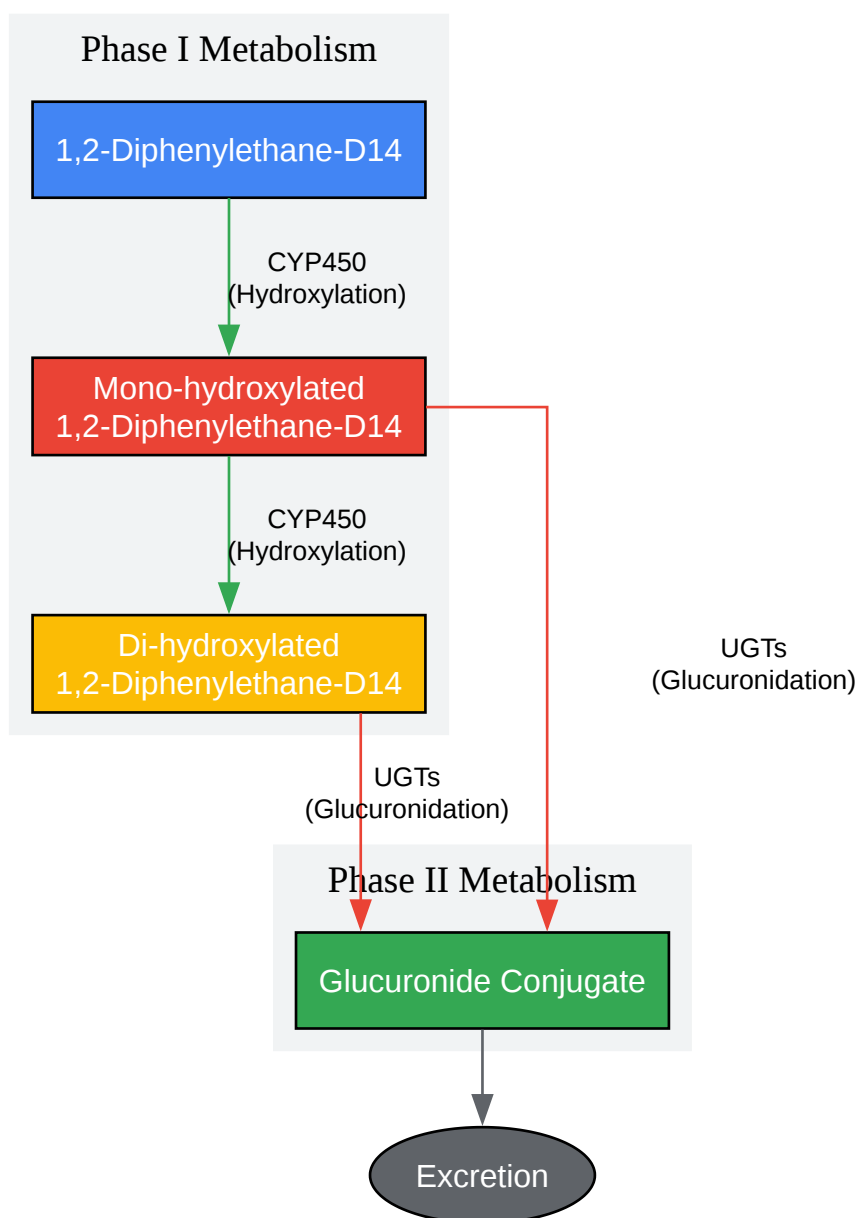 Phase I Metabolism
1,2-Diphenylethane-D14
CYP450
(Hydroxylation)
Mono-hydroxylated
1,2-Diphenylethane-D14
CYP450
(Hydroxylation)
Di-hydroxylated
1,2-Diphenylethane-D14
UGTs
(Glucuronidation)
UGTs
(Glucuronidation)
Phase II Metabolism
Glucuronide Conjugate
Excretion